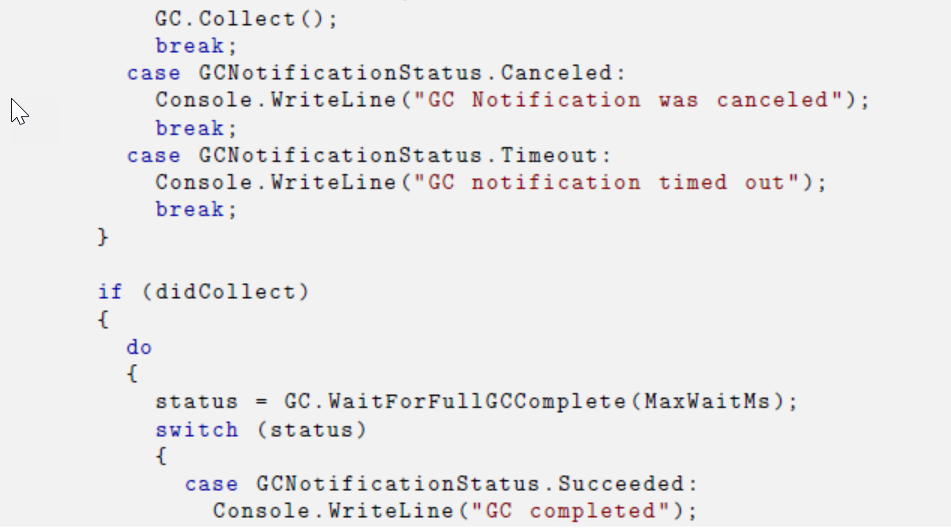 GC.Collect();
break;
case GCNotificationStatus.Canceled:
Console.WriteLine("GC Notification was canceled");
break;
case GCNotificationStatus.Timeout:
Console.WriteLine("GC notification timed out");
break;
}
if (didCollect)
{
do
{
status = GC.WaitForFullGCComplete(MaxWaitMs);
switch (status)
{
case GCNotificationStatus.Succeeded:
Console.WriteLine("GC completed");